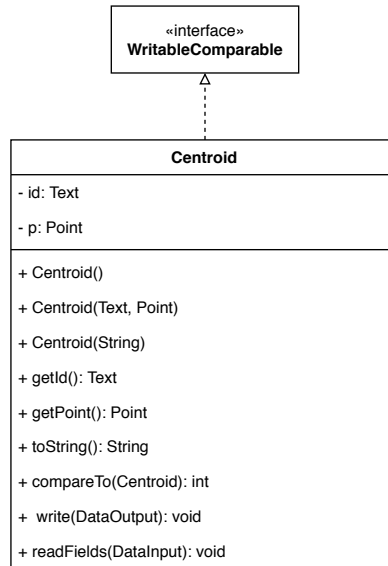 «interface»
WritableComparable
Centroid
- id: Text
- p: Point
+ Centroid()
+ Centroid(Text, Point)
+ Centroid(String)
+ getId(): Text
+ getPoint(): Point
+ toString(): String
+ compareTo(Centroid): int
+ write(DataOutput): void
+ readFields(DataInput): void